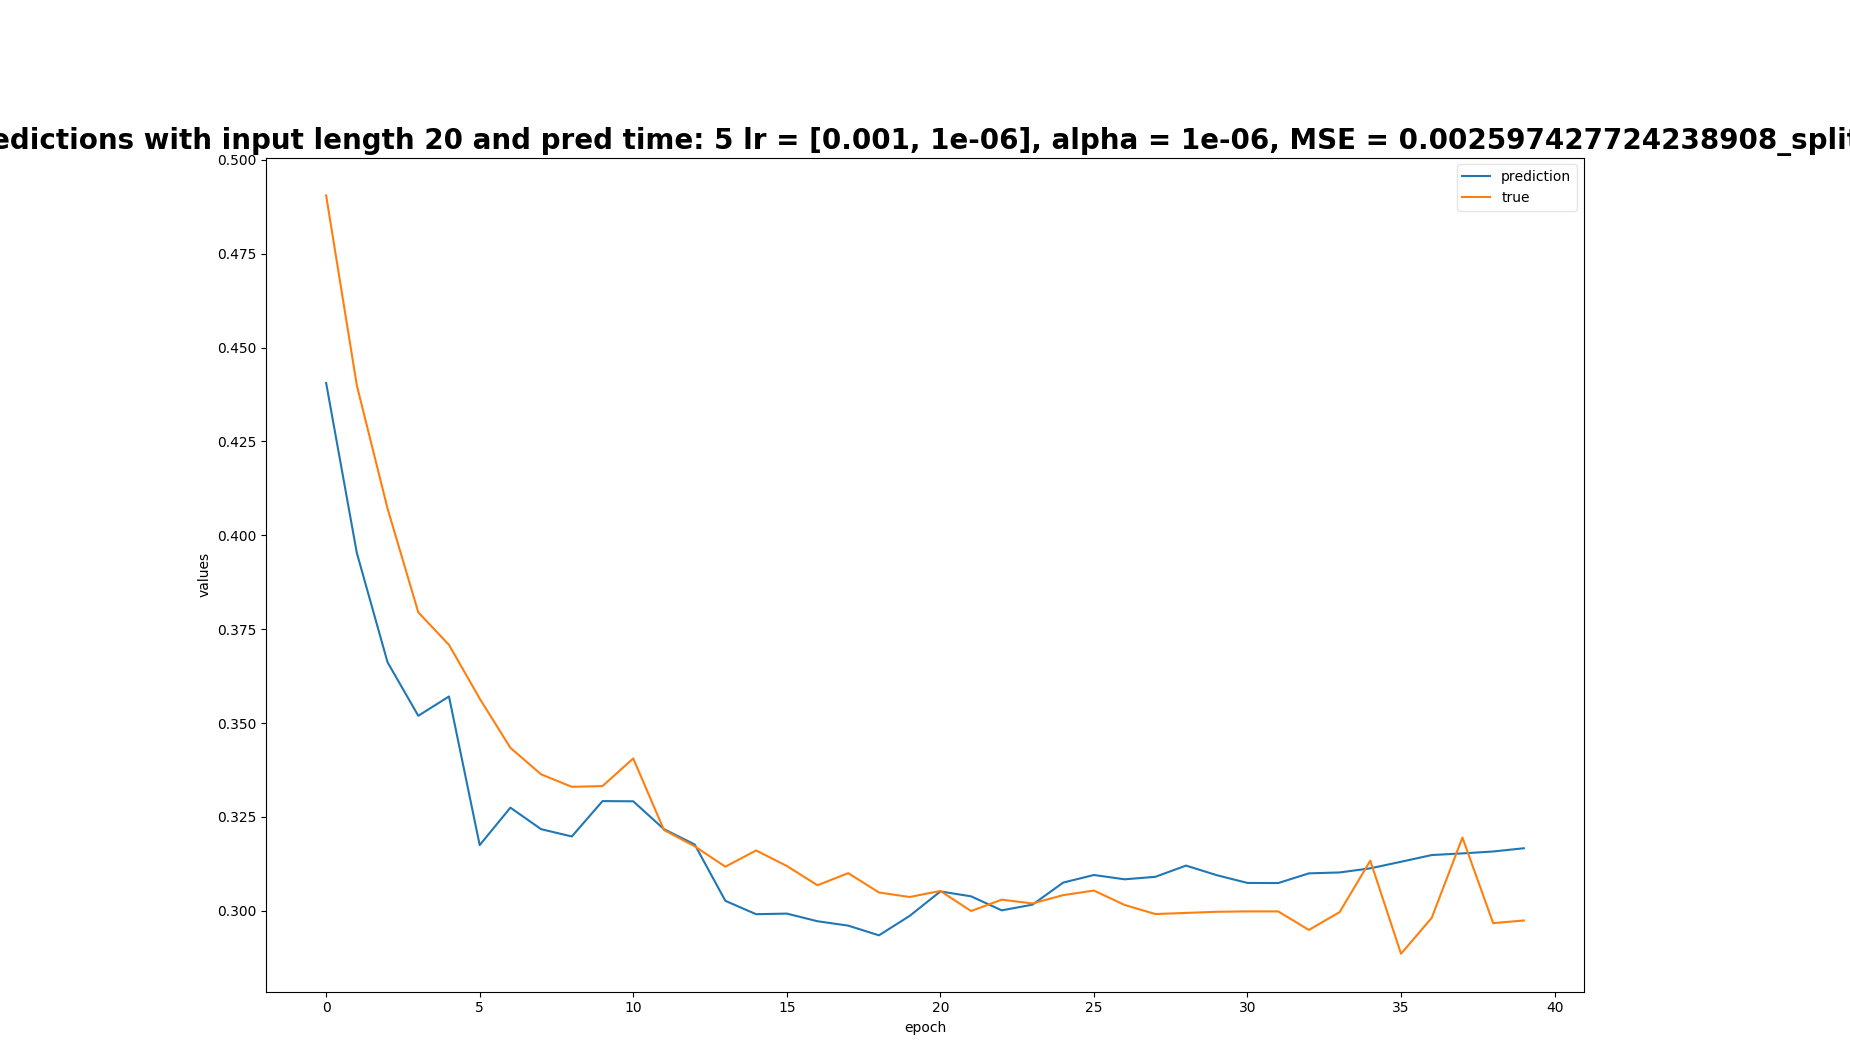 edictions with input length 20 and pred time: 5 lr = [0.001, 1e-06], alpha = 1e-06, MSE = 0.002597427724238908_split
prediction
true
0.500
0.475
0.450
0.425
0.400
0.375
0.350
0.325
0.300
values
0 5 10 15 20 25 30 35 40
epoch